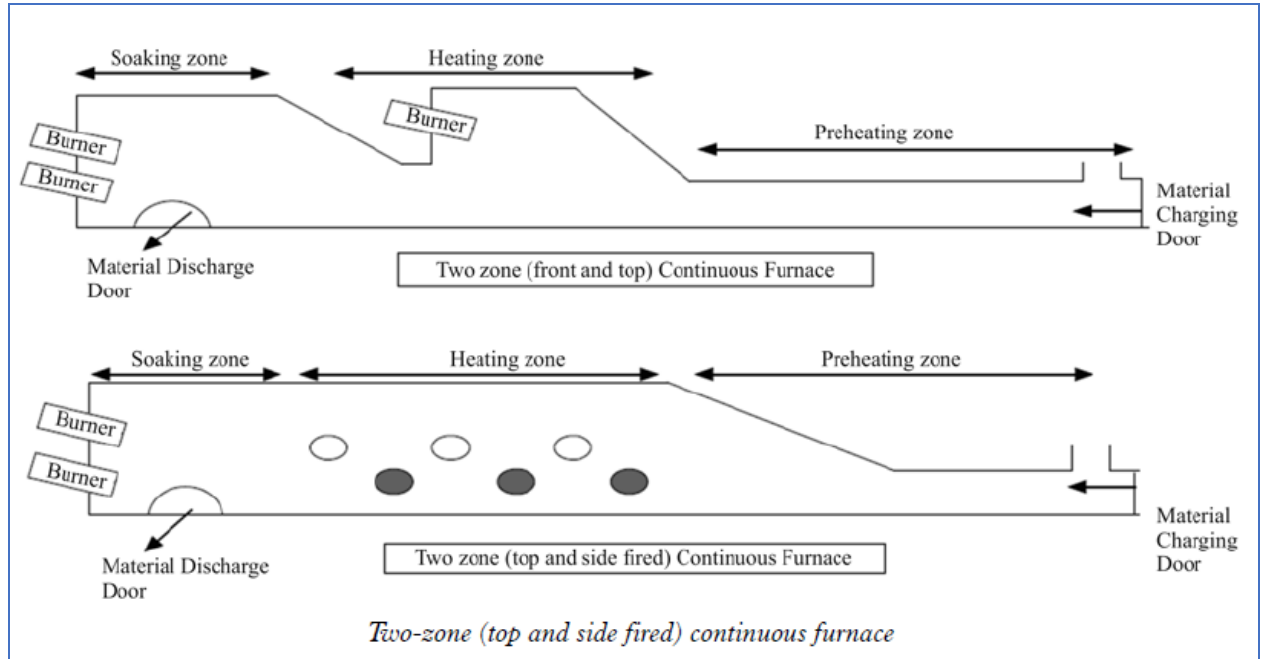 Soaking zone
Heating zone
Burner
Preheating zone
Burner
Burner
Material
Charging
Door
Material Discharge
Door
Two zone (front and top) Continuous Furnace
Soaking zone
Heating zone
Preheating zone
Burner
Burner
Material
Charging
Door
Material Discharge
Door
Two zone (top and side fired) Continuous Furnace
Two-zone (top and side fired) continuous furnace